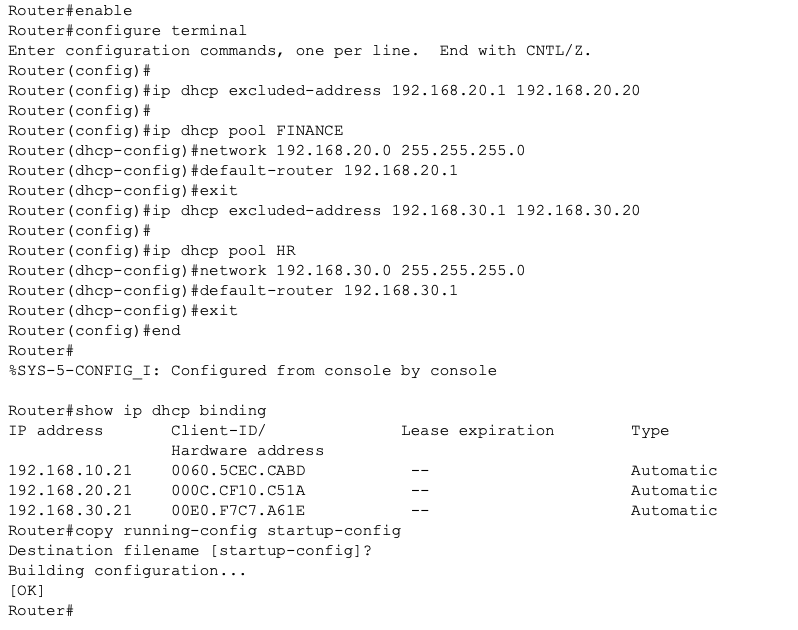 Router#enable
Router#configure terminal
Enter configuration commands, one per line.  End with CNTL/Z.
Router(config)#
Router(config)#ip dhcp excluded-address 192.168.20.1 192.168.20.20
Router(config)#
Router(config)#ip dhcp pool FINANCE
Router(dhcp-config)#network 192.168.20.0 255.255.255.0
Router(dhcp-config)#default-router 192.168.20.1
Router(dhcp-config)#exit
Router(config)#ip dhcp excluded-address 192.168.30.1 192.168.30.20
Router(config)#
Router(config)#ip dhcp pool HR
Router(dhcp-config)#network 192.168.30.0 255.255.255.0
Router(dhcp-config)#default-router 192.168.30.1
Router(dhcp-config)#exit
Router(config)#end
Router#
%SYS-5-CONFIG_I: Configured from console by console

Router#show ip dhcp binding
IP address       Client-ID/              Lease expiration        Type
                 Hardware address
192.168.10.21    0060.5CEC.CABD           --                     Automatic
192.168.20.21    000C.CF10.C51A           --                     Automatic
192.168.30.21    00E0.F7C7.A61E           --                     Automatic
Router#copy running-config startup-config
Destination filename [startup-config]?
Building configuration...
[OK]
Router#